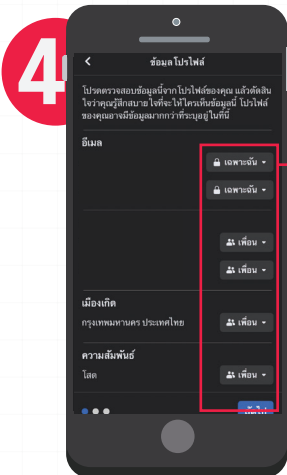 4
ข้อมูลโปรไฟล์
โปรดตรวจสอบข้อมูลนี้จากโปรไฟล์ของคุณ แล้วตัดสิน
ใจว่าคุณรู้สึกสบายใจที่จะให้ใครเห็นข้อมูลนี้ โปรไฟล์
ของคุณอาจมีข้อมูลมากกว่าที่ระบุอยู่ในที่นี้
อีเมล
เฉพาะฉัน
เฉพาะฉัน
เพื่อน
เพื่อน
เมืองเกิด
กรุงเทพมหานคร ประเทศไทย
เพื่อน
ความสัมพันธ์
โสด
เพื่อน